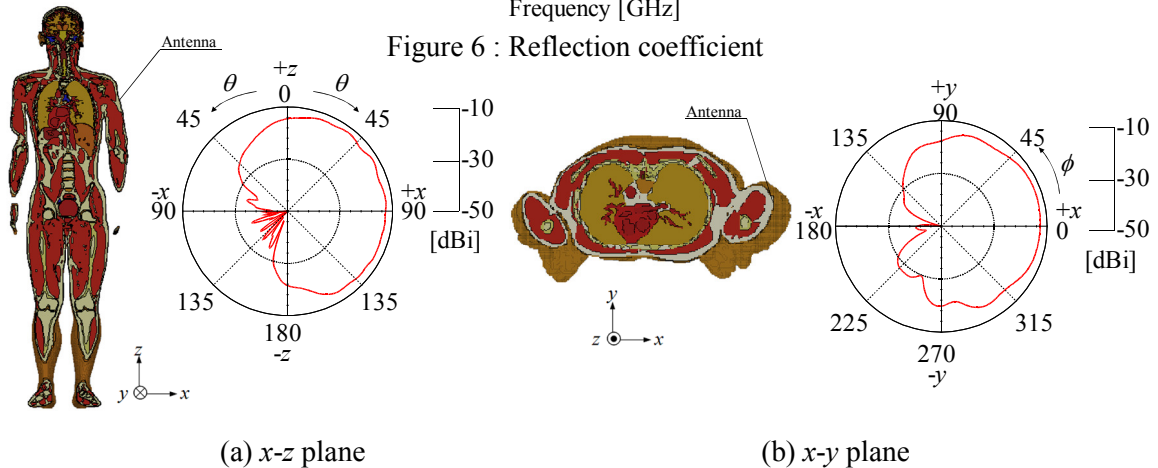 Frequency [GHz]
Figure 6 : Reflection coefficient
Antenna
+z
θ 0 θ
45 45
-x
90
+x
90
135 135
180
-z
-10
-30
-50
[dBi]
z
y x
(a) x-z plane
Antenna
y
z x
+y
90
135 45
ϕ
-x
180
+x
0
225 315
270
-y
-10
-30
-50
[dBi]
(b) x-y plane